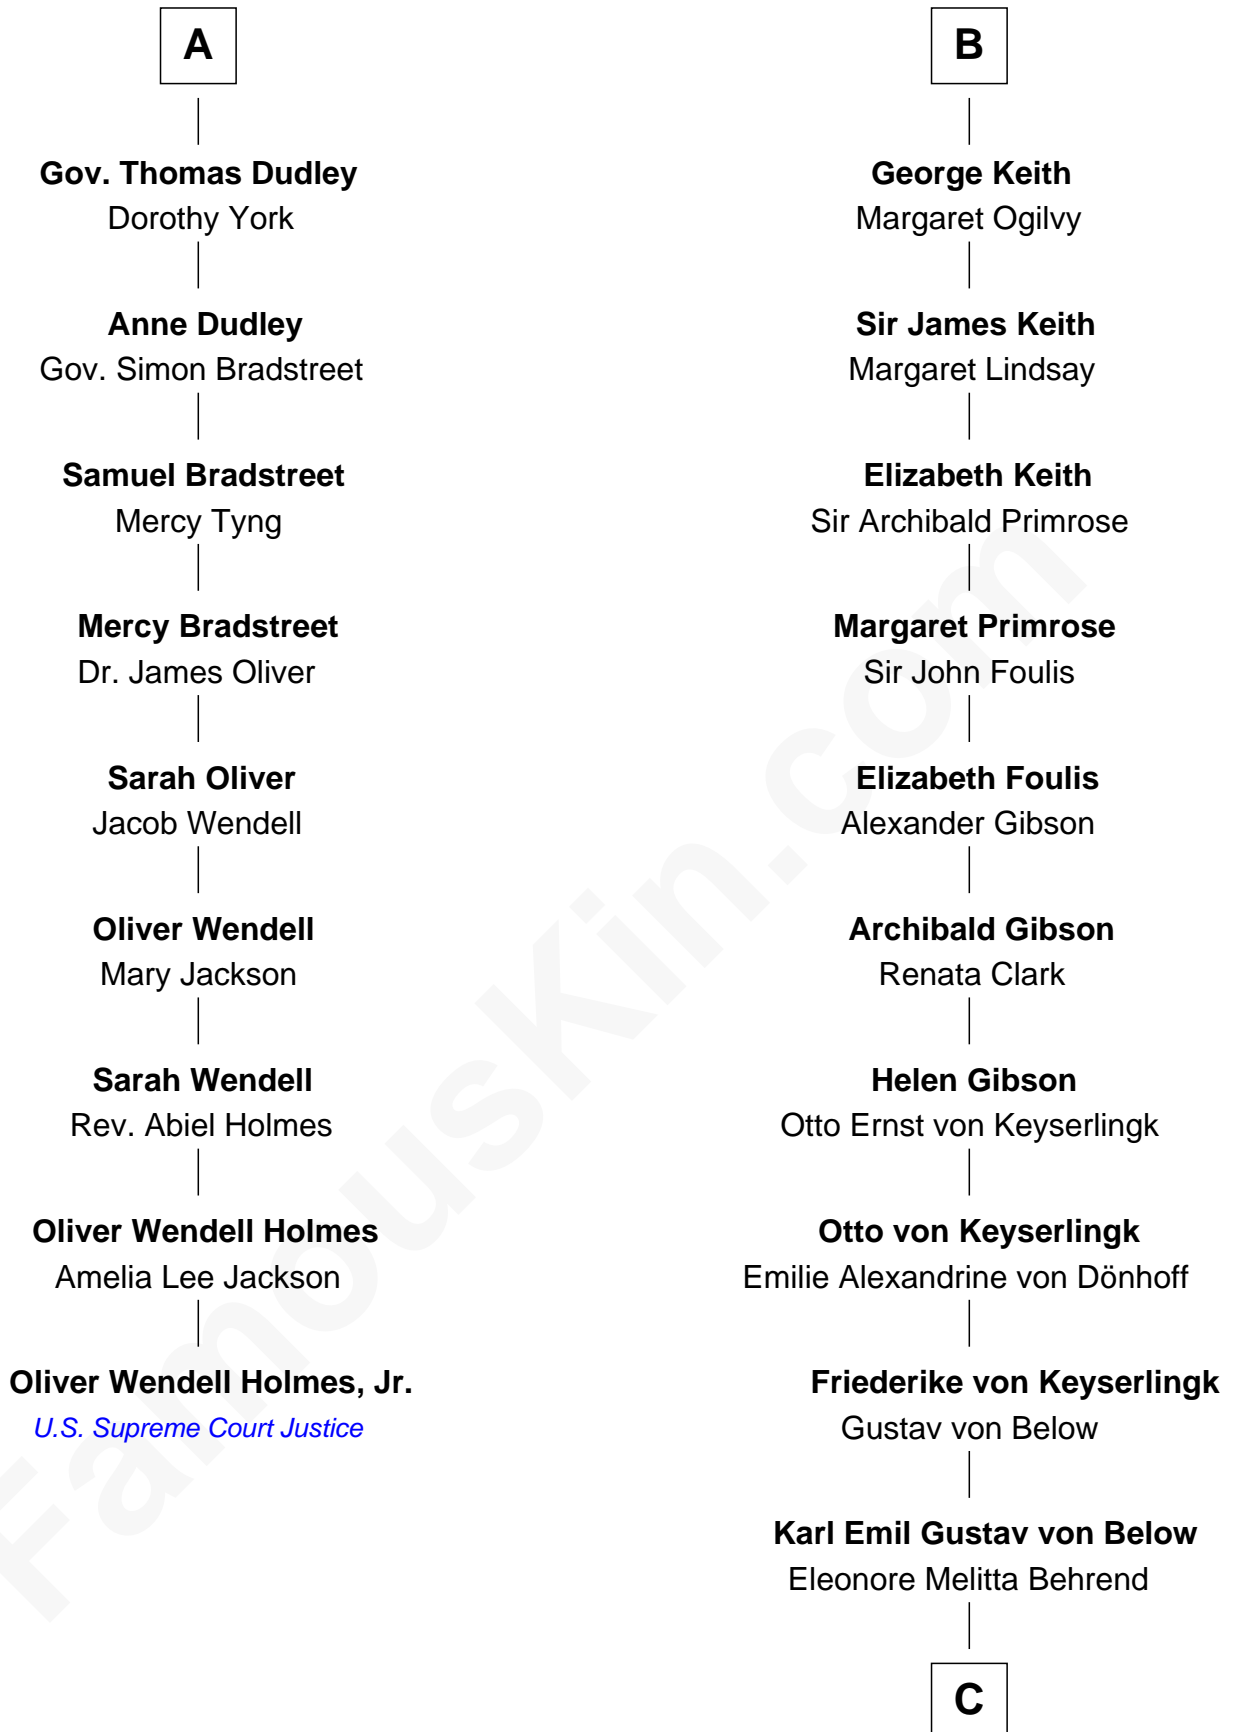 A
Gov. Thomas Dudley
Dorothy York
Anne Dudley
Gov. Simon Bradstreet
Samuel Bradstreet
Mercy Tyng
Mercy Bradstreet
Dr. James Oliver
Sarah Oliver
Jacob Wendell
Oliver Wendell
Mary Jackson
Sarah Wendell
Rev. Abiel Holmes
Oliver Wendell Holmes
Amelia Lee Jackson
Oliver Wendell Holmes, Jr.
U.S. Supreme Court Justice
B
George Keith
Margaret Ogilvy
Sir James Keith
Margaret Lindsay
Elizabeth Keith
Sir Archibald Primrose
Margaret Primrose
Sir John Foulis
Elizabeth Foulis
Alexander Gibson
Archibald Gibson
Renata Clark
Helen Gibson
Otto Ernst von Keyserlingk
Otto von Keyserlingk
Emilie Alexandrine von Dönhoff
Friederike von Keyserlingk
Gustav von Below
Karl Emil Gustav von Below
Eleonore Melitta Behrend
C
FamousKin.com